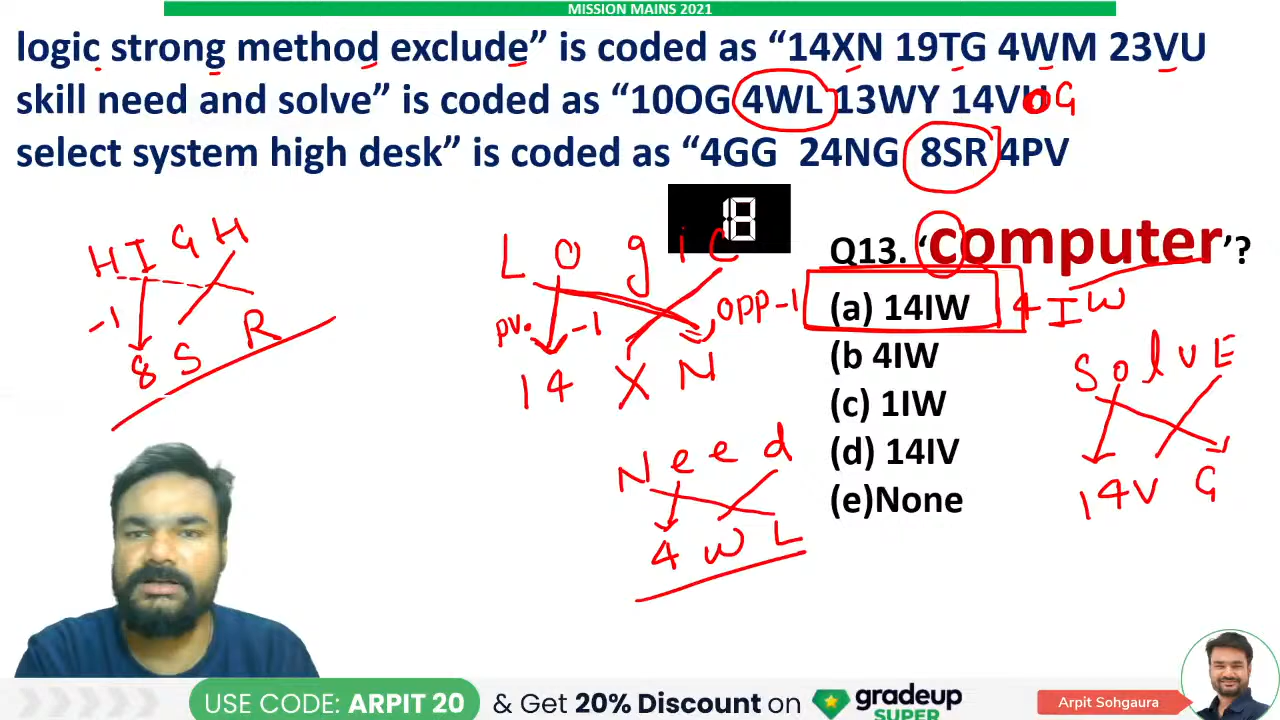 MISSION MAINS 2021
logic strong method exclude” is coded as “14XN 19TG 4WM 23VU
skill need and solve” is coded as “10OG 4WL 13WY 14VU G
select system high desk” is coded as “4GG 24NG 8SR 4PV
18
Q13. ‘computer’?
(a) 14IW 4 I W
(b 4IW
(c) 1IW
(d) 14IV
(e)None
H I G H
-1
8 S R
L o g i c
pv. -1 opp-1
14 X N
N e e d
4 W L
S o l v E
14 V G
USE CODE: ARPIT 20 & Get 20% Discount on gradeup SUPER
Arpit Sohgaura